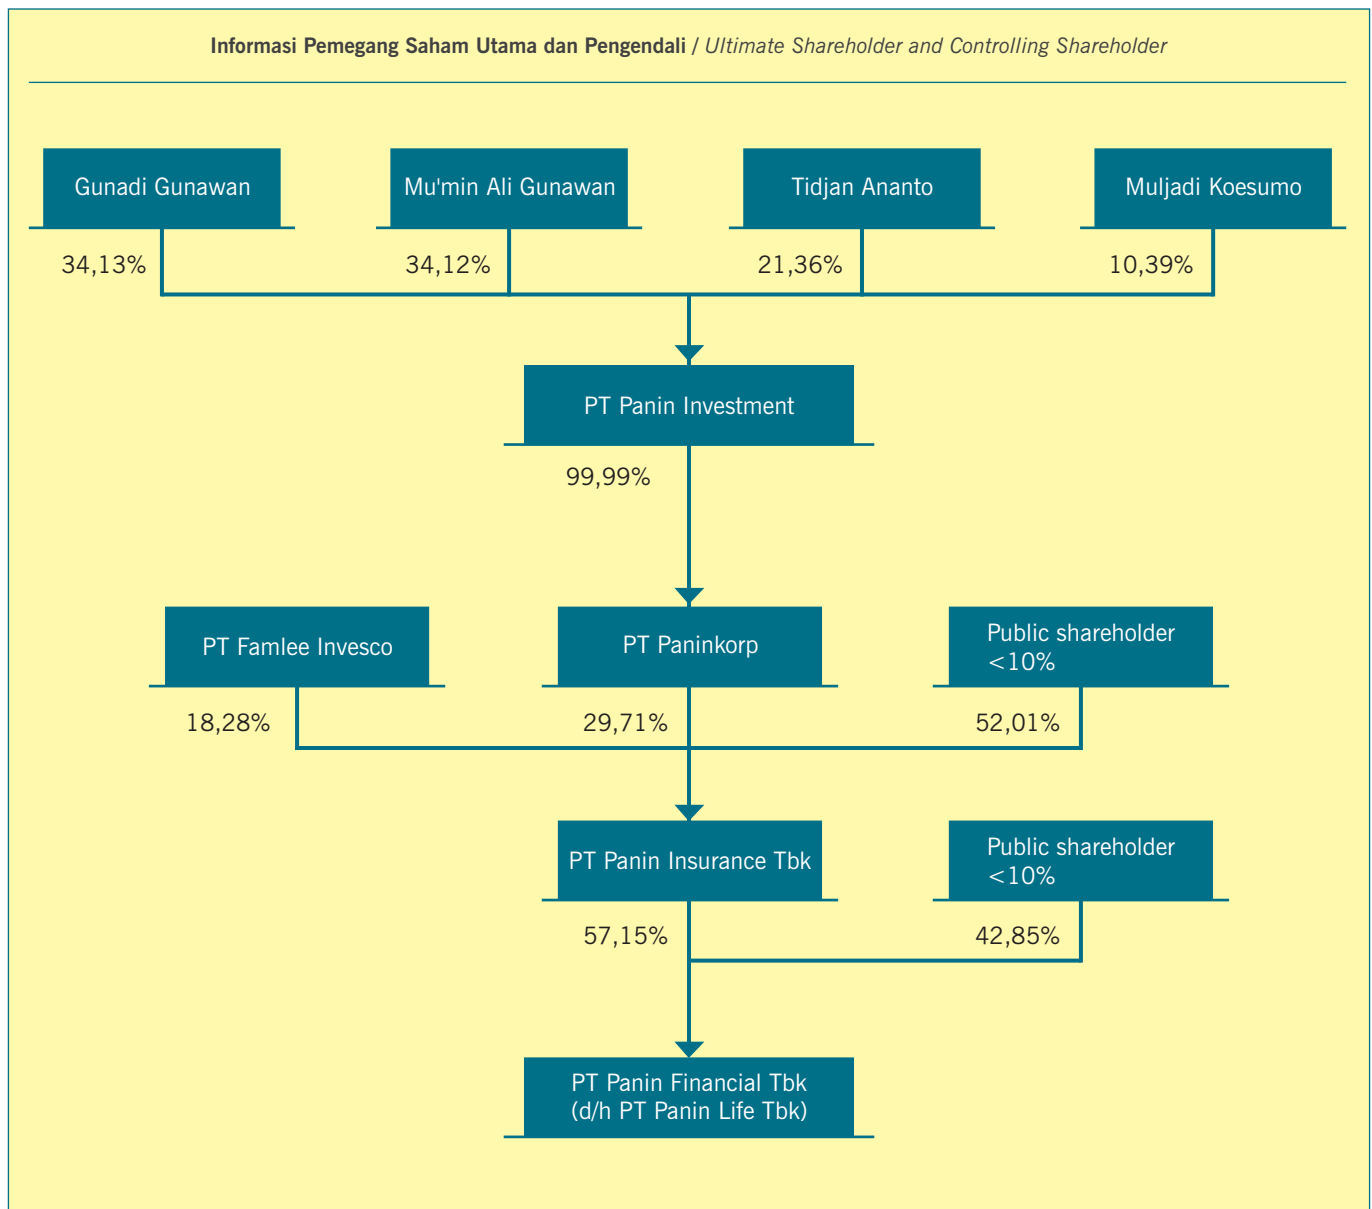 Informasi Pemegang Saham Utama dan Pengendali / Ultimate Shareholder and Controlling Shareholder
Gunadi Gunawan
Mu'min Ali Gunawan
Tidjan Ananto
Muljadi Koesumo
34,13%
34,12%
21,36%
10,39%
PT Panin Investment
99,99%
PT Famlee Invesco
PT Paninkorp
Public shareholder
<10%
18,28%
29,71%
52,01%
PT Panin Insurance Tbk
Public shareholder
<10%
57,15%
42,85%
PT Panin Financial Tbk
(d/h PT Panin Life Tbk)